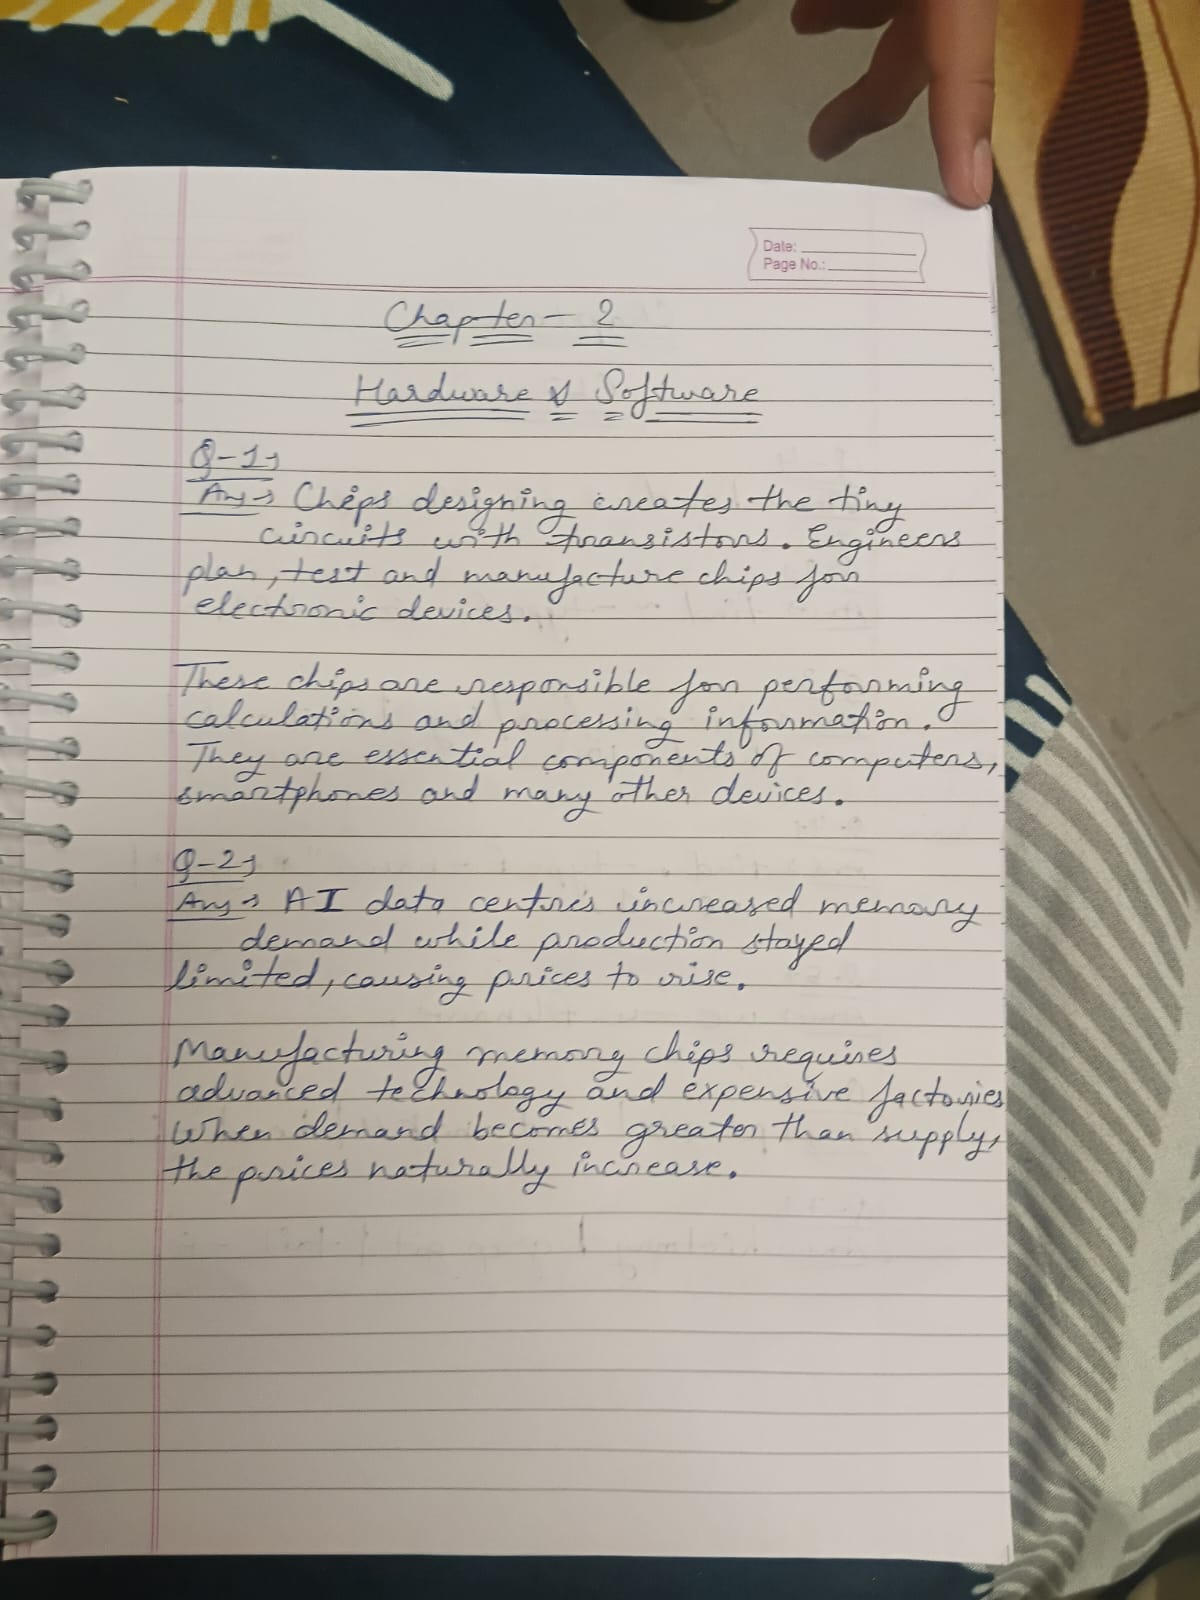 Date:
Page No.:
Chapter - 2
Hardware & Software
Q-1→
Ans→ Chips designing creates the tiny
circuits with transistors. Engineers
plan, test and manufacture chips for
electronic devices.
These chips are responsible for performing
calculations and processing information.
They are essential components of computers,
smartphones and many other devices.
Q-2→
Ans→ AI data centres increased memory
demand while production stayed
limited, causing prices to rise.
Manufacturing memory chips requires
advanced technology and expensive factories
When demand becomes greater than supply,
the prices naturally increase.